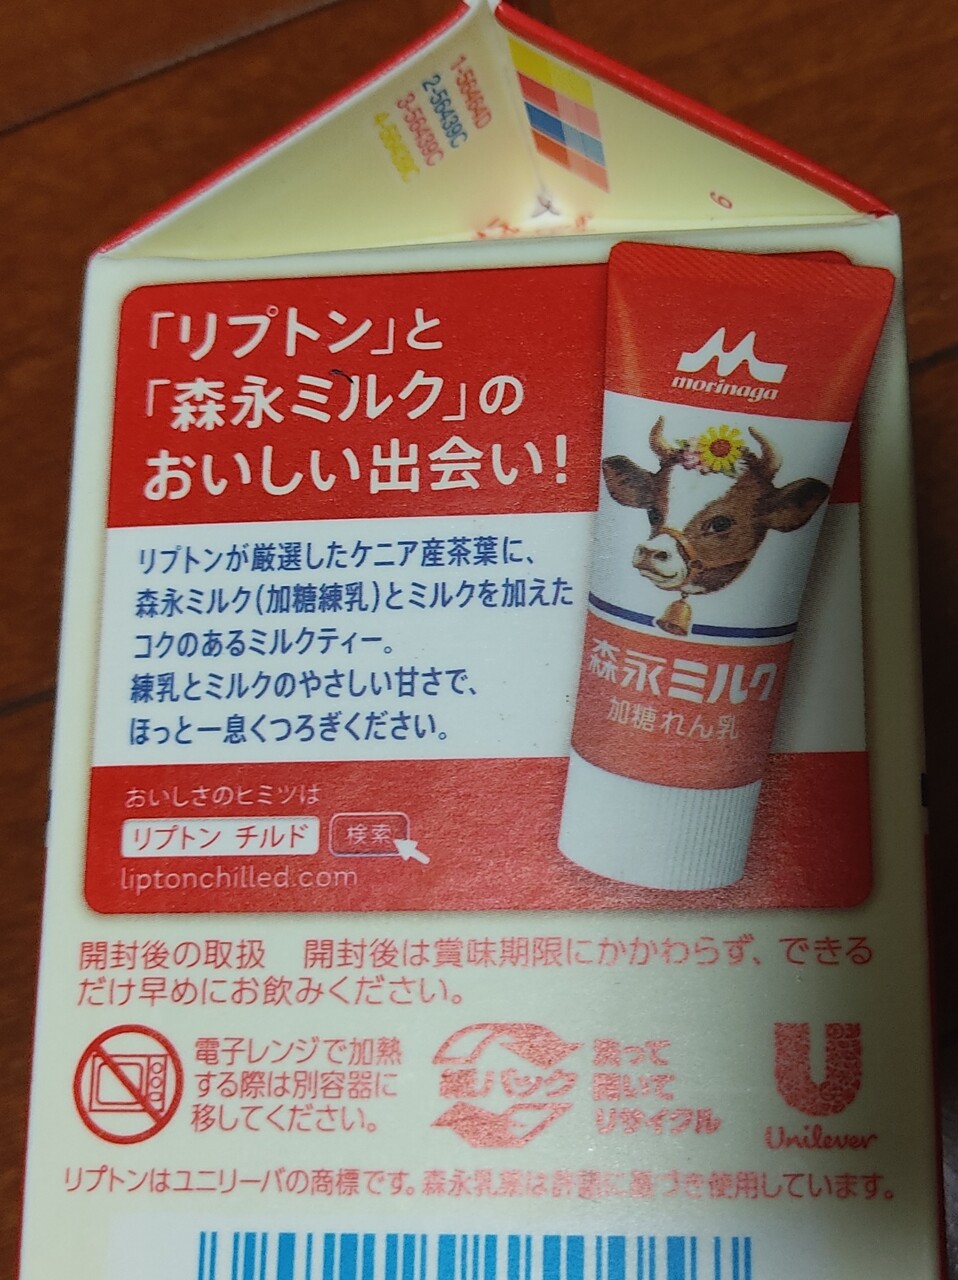 1-56464D
2-56439C
3-56439C
4-56439C
6
「リプトン」と
「森永ミルク」の
おいしい出会い!
morinaga
森永ミルク
加糖れん乳
リプトンが厳選したケニア産茶葉に、
森永ミルク(加糖練乳)とミルクを加えた
コクのあるミルクティー。
練乳とミルクのやさしい甘さで、
ほっと一息くつろぎください。
おいしさのヒミツは
リプトン チルド 検索
liptonchilled.com
開封後の取扱 開封後は賞味期限にかかわらず、できる
だけ早めにお飲みください。
電子レンジで加熱
する際は別容器に
移してください。
紙パック
洗って
開いて
リサイクル
Unilever
リプトンはユニリーバの商標です。森永乳業は許諾に基づき使用しています。